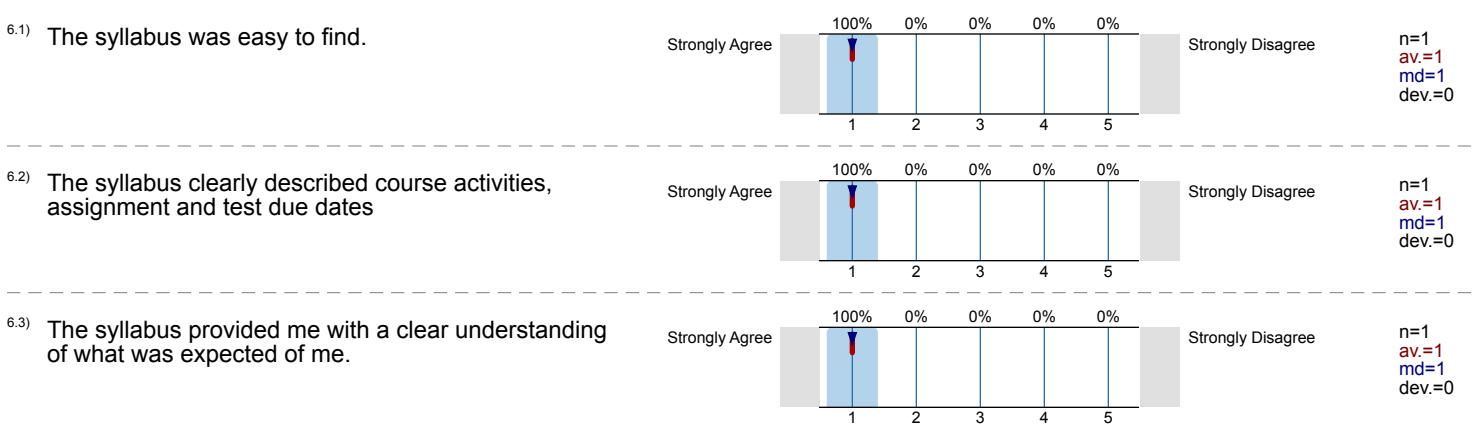 6.1) The syllabus was easy to find.
Strongly Agree
100% 0% 0% 0% 0%
1 2 3 4 5
Strongly Disagree
n=1
av.=1
md=1
dev.=0
6.2) The syllabus clearly described course activities,
assignment and test due dates
Strongly Agree
100% 0% 0% 0% 0%
1 2 3 4 5
Strongly Disagree
n=1
av.=1
md=1
dev.=0
6.3) The syllabus provided me with a clear understanding
of what was expected of me.
Strongly Agree
100% 0% 0% 0% 0%
1 2 3 4 5
Strongly Disagree
n=1
av.=1
md=1
dev.=0